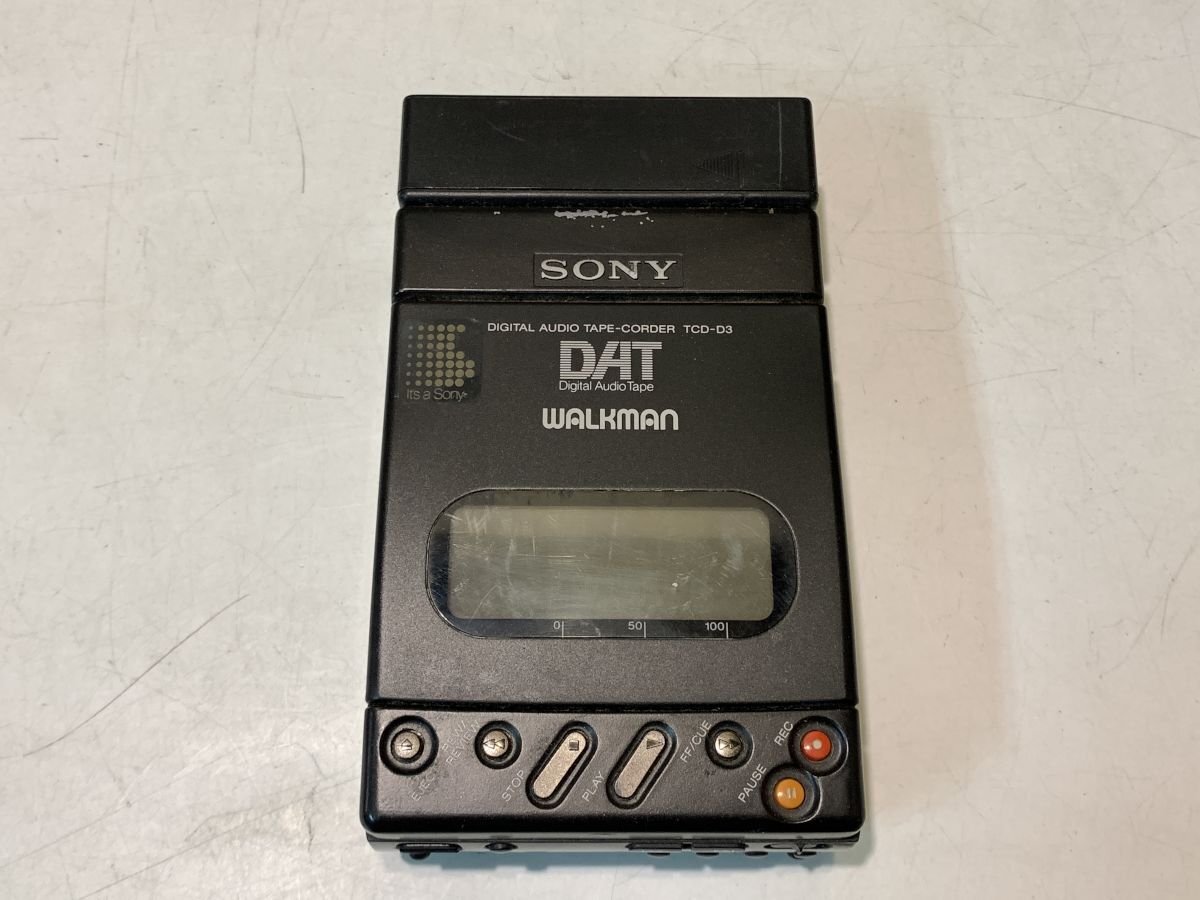 SONY
DIGITAL AUDIO TAPE-CORDER TCD-D3
DAT
Digital Audio Tape
It's a Sony
WALKMAN
0 50 100
REVIEW
STOP
PLAY
FF/CUE
REC
PAUSE